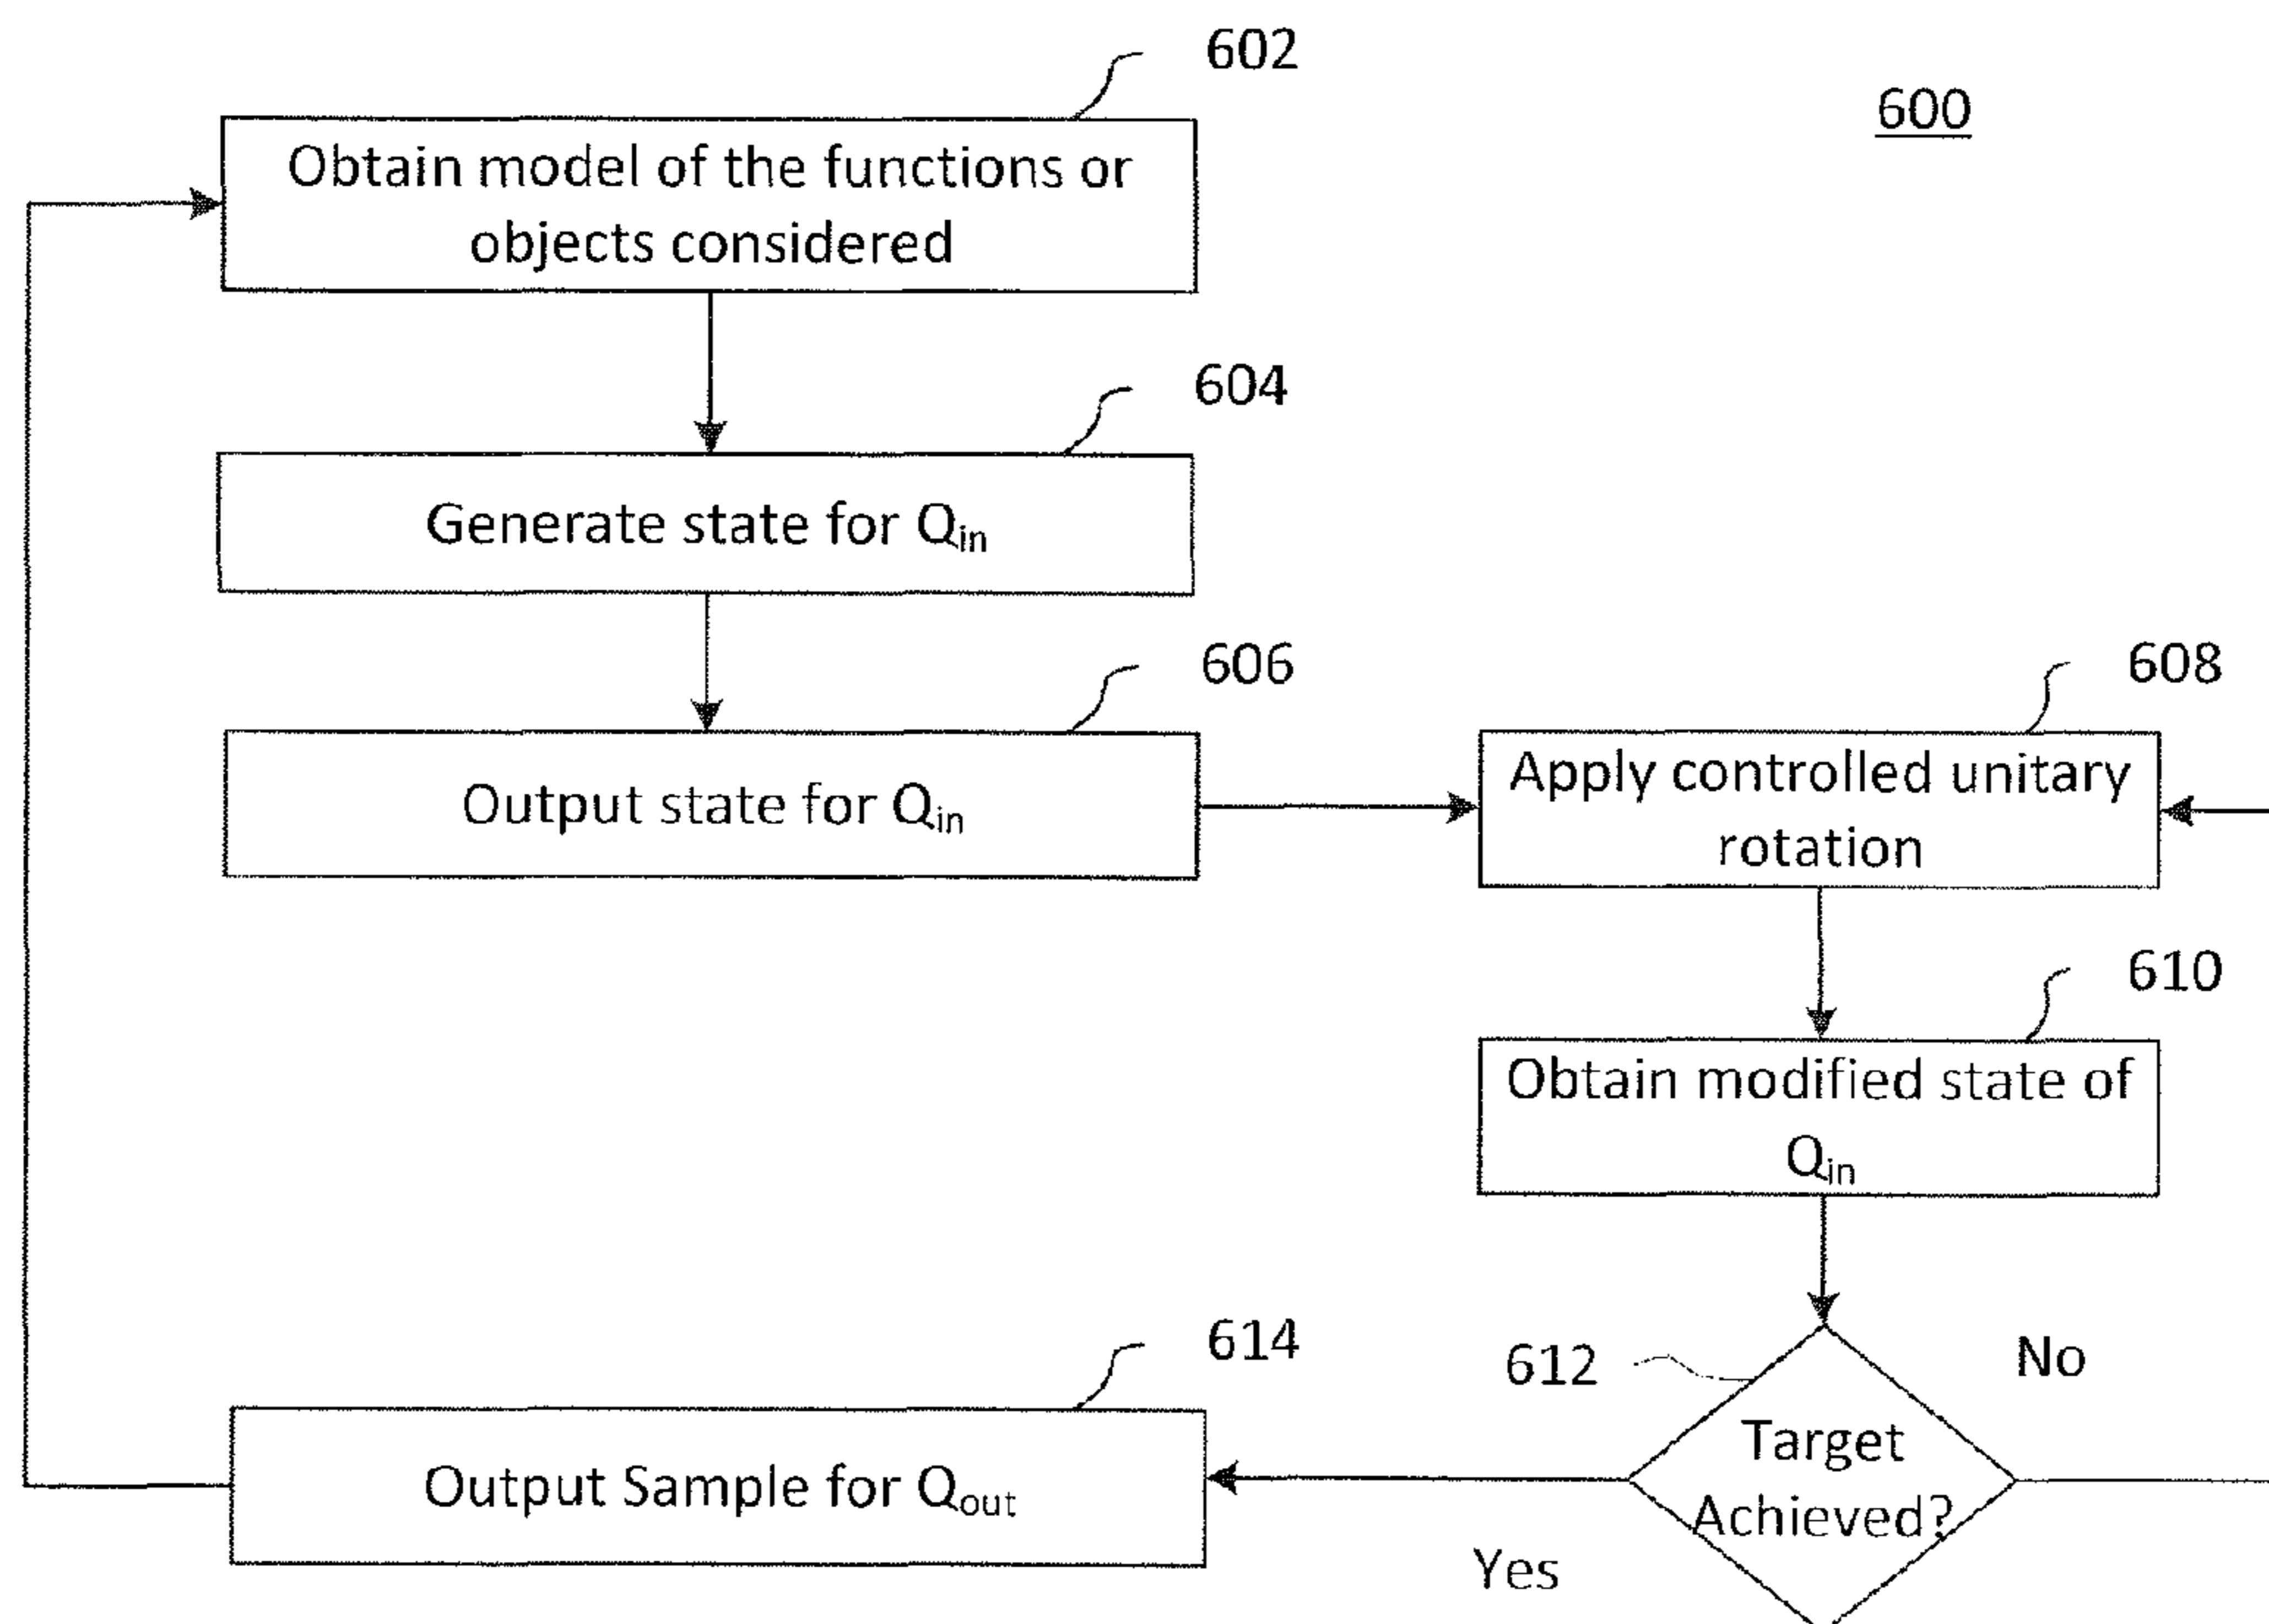 602
600
Obtain model of the functions or
objects considered
604
Generate state for Qin
606
Output state for Qin
608
Apply controlled unitary
rotation
610
Obtain modified state of
Qin
612
Target
Achieved?
No
Yes
614
Output Sample for Qout